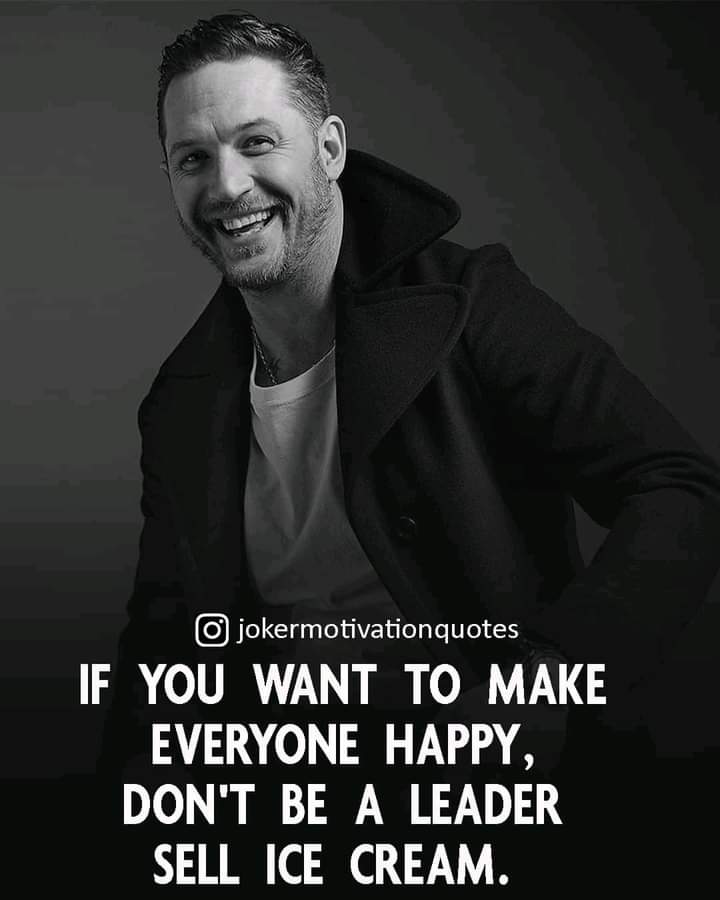 jokermotivationquotes
IF YOU WANT TO MAKE
EVERYONE HAPPY,
DON'T BE A LEADER
SELL ICE CREAM.